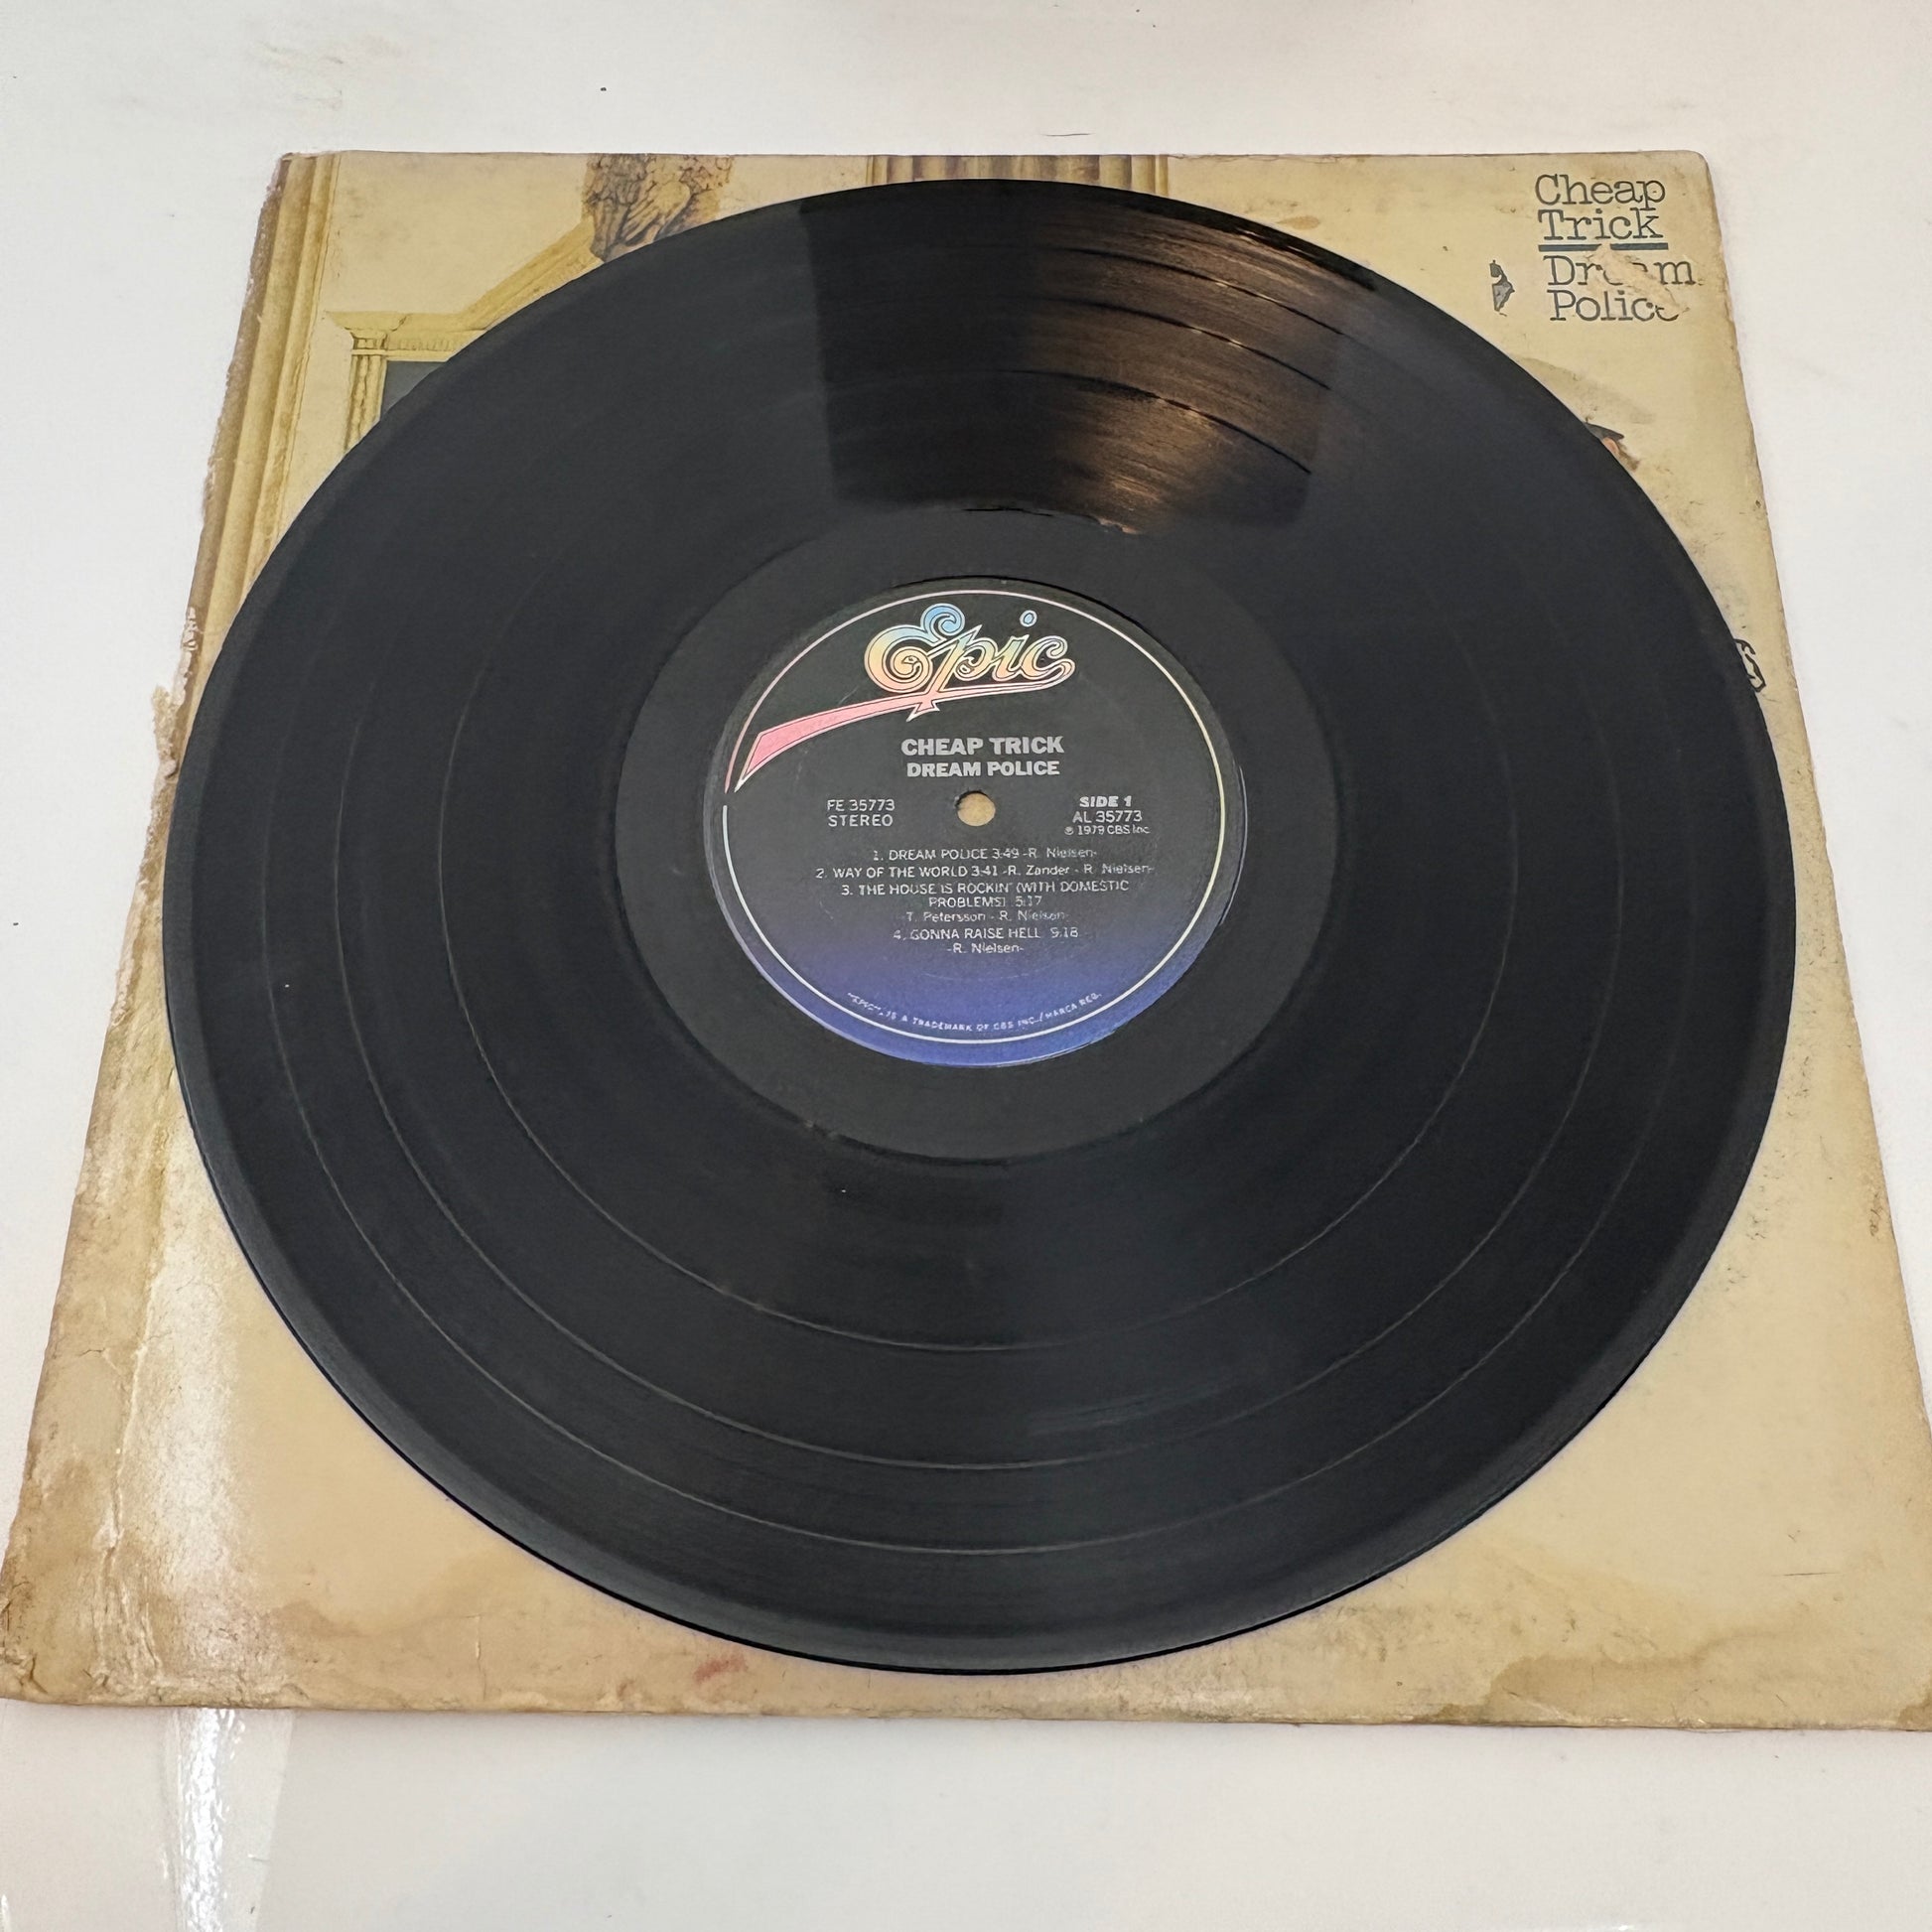 Cheap
Trick
Dream
Police
Epic
CHEAP TRICK
DREAM POLICE
FE 35773
STEREO
SIDE 1
AL 35773
℗ 1979 CBS Inc.
1. DREAM POLICE 3:49 -R. Nielsen-
2. WAY OF THE WORLD 3:41 -R. Zander - R. Nielsen-
3. THE HOUSE IS ROCKIN' (WITH DOMESTIC
PROBLEMS) 5:17
-T. Petersson - R. Nielsen-
4. GONNA RAISE HELL 9:18
-R. Nielsen-
"EPIC", IS A TRADEMARK OF CBS INC./MARCA REG.